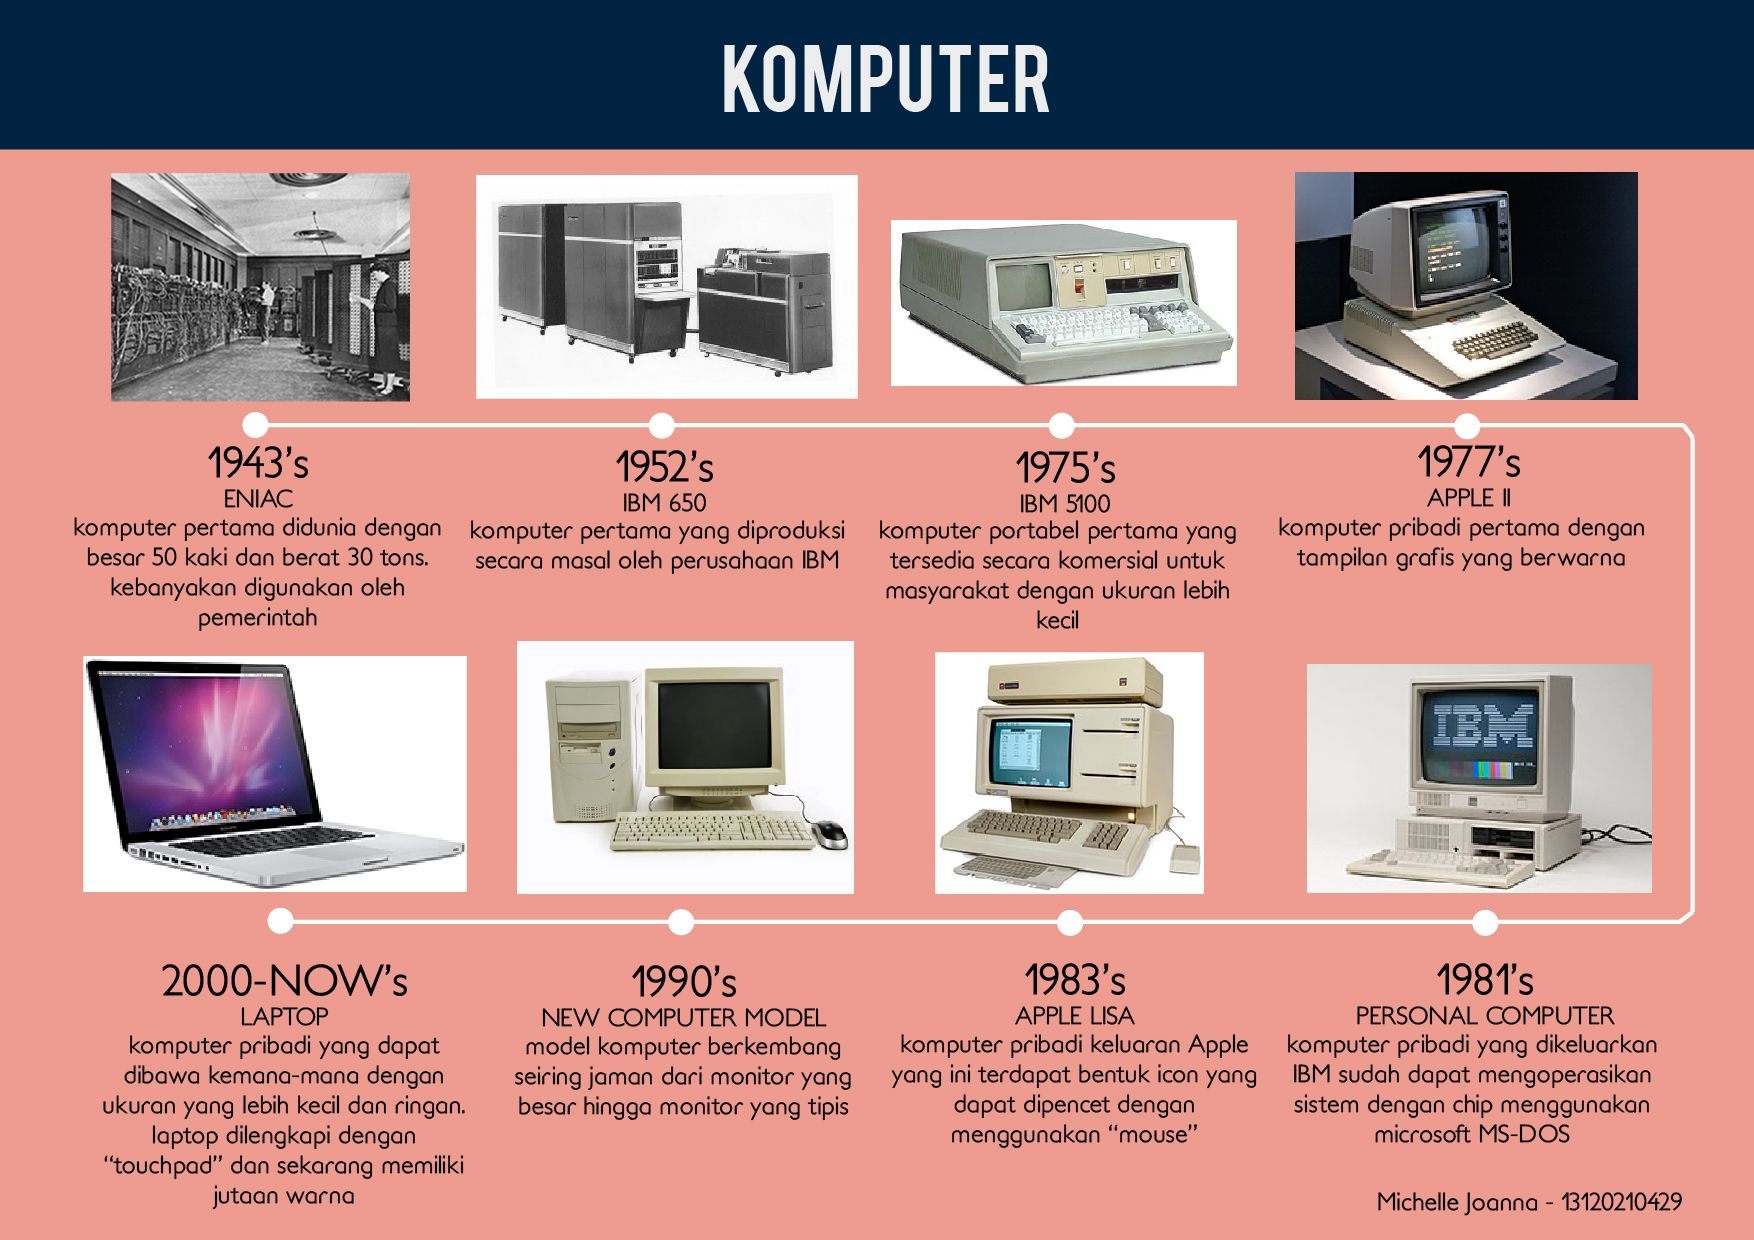 KOMPUTER
1943's
ENIAC
komputer pertama didunia dengan
besar 50 kaki dan berat 30 tons.
kebanyakan digunakan oleh
pemerintah
1952's
IBM 650
komputer pertama yang diproduksi
secara masal oleh perusahaan IBM
1975's
IBM 5100
komputer portabel pertama yang
tersedia secara komersial untuk
masyarakat dengan ukuran lebih
kecil
1977's
APPLE II
komputer pribadi pertama dengan
tampilan grafis yang berwarna
IBM
1981's
PERSONAL COMPUTER
komputer pribadi yang dikeluarkan
IBM sudah dapat mengoperasikan
sistem dengan chip menggunakan
microsoft MS-DOS
1983's
APPLE LISA
komputer pribadi keluaran Apple
yang ini terdapat bentuk icon yang
dapat dipencet dengan
menggunakan “mouse”
1990's
NEW COMPUTER MODEL
model komputer berkembang
seiring jaman dari monitor yang
besar hingga monitor yang tipis
2000-NOW's
LAPTOP
komputer pribadi yang dapat
dibawa kemana-mana dengan
ukuran yang lebih kecil dan ringan.
laptop dilengkapi dengan
“touchpad” dan sekarang memiliki
jutaan warna
Michelle Joanna - 13120210429